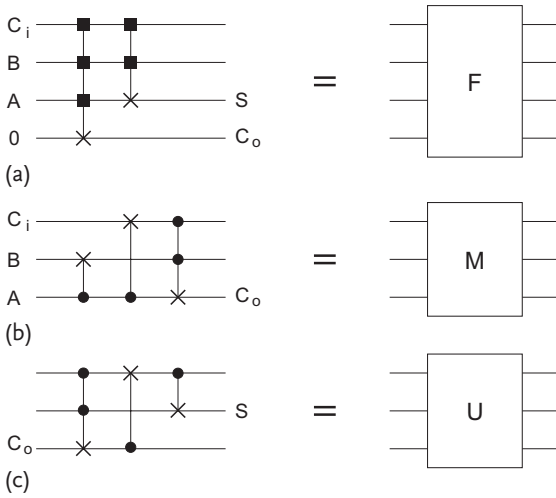 C i
B
A S = F
0 C o
(a)
C i
B = M
A C o
(b)
S = U
C o
(c)